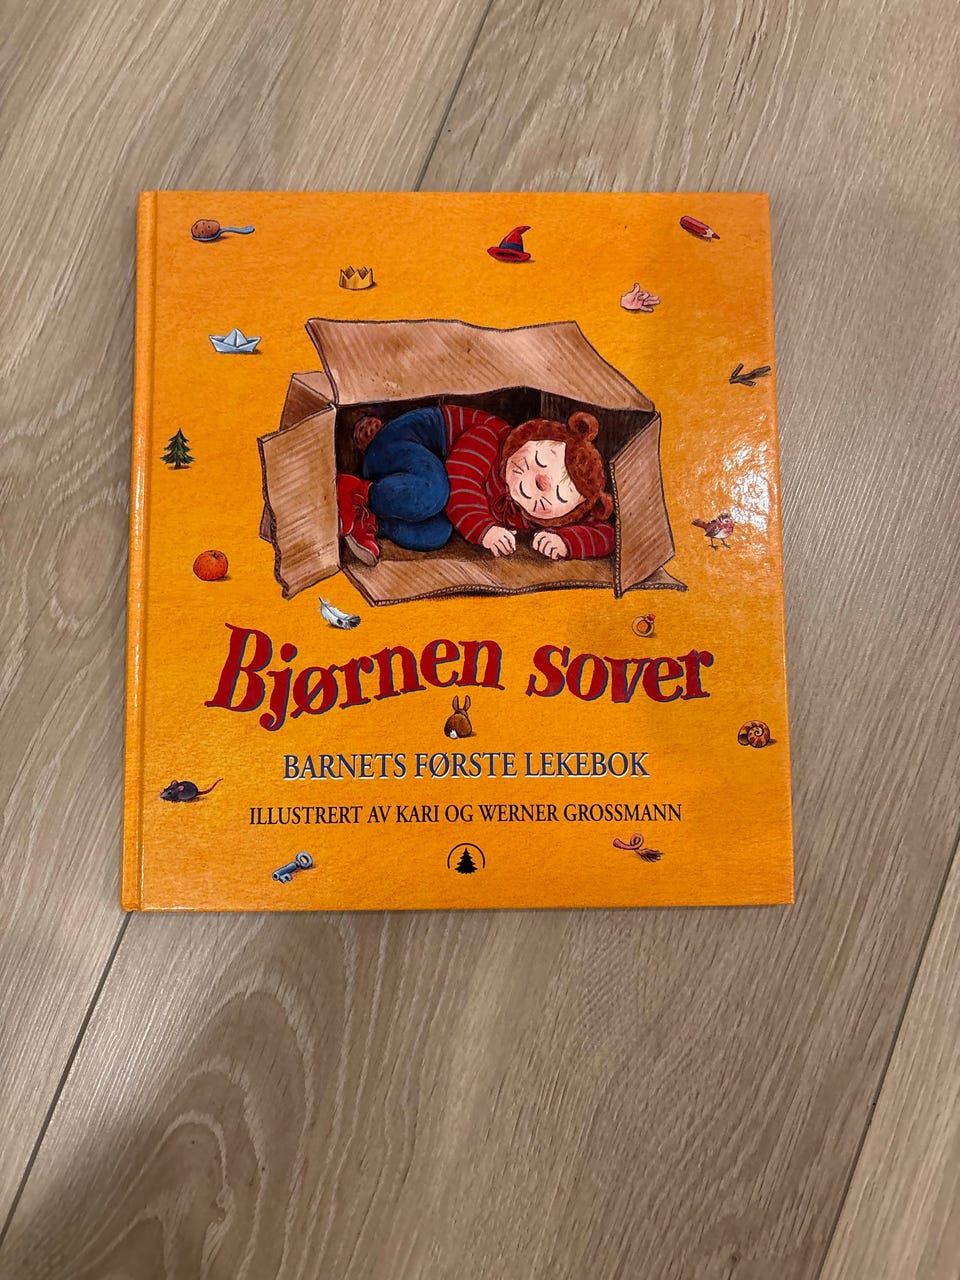 Bjørnen sover
BARNETS FØRSTE LEKEBOK
ILLUSTRERT AV KARI OG WERNER GROSSMANN